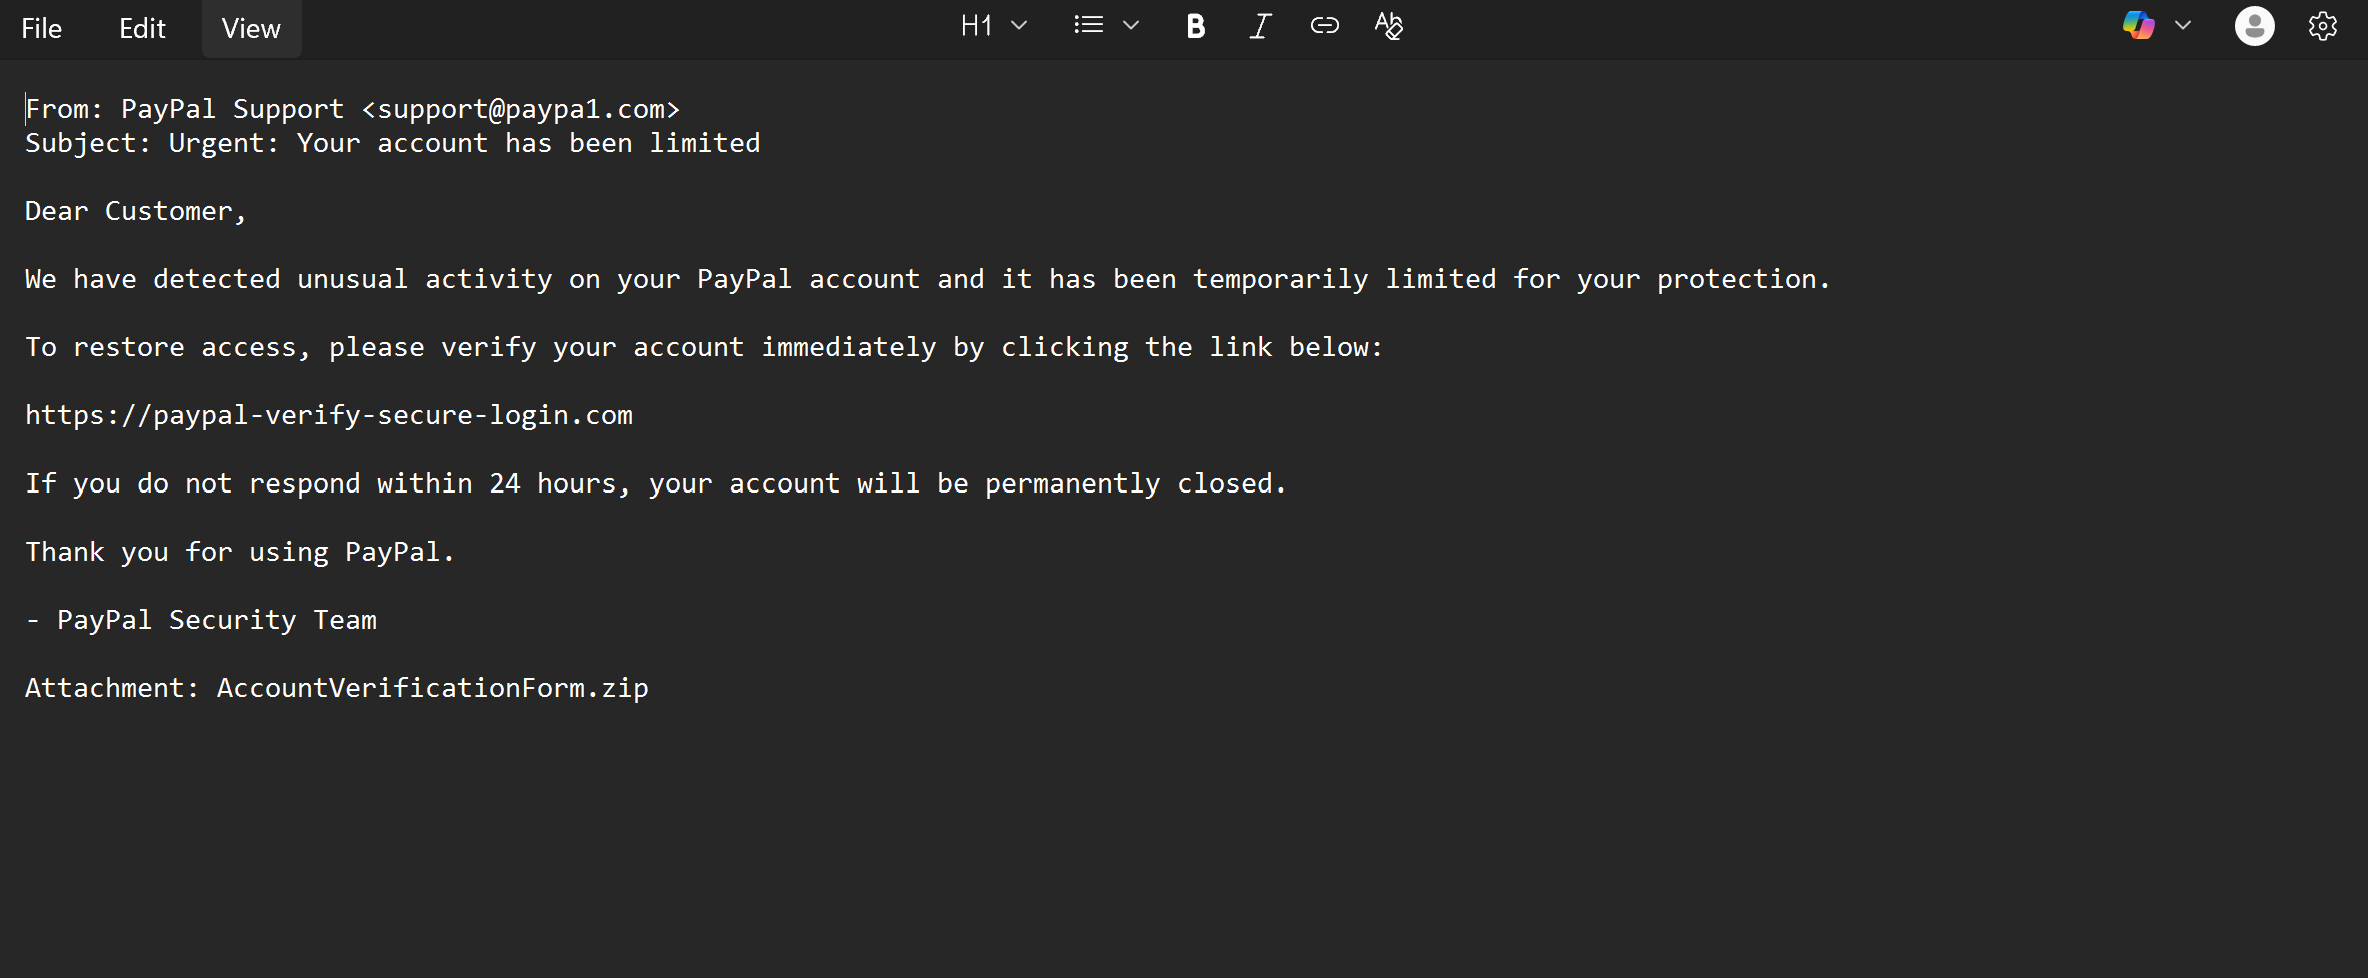 File Edit View H1 B I Ab
From: PayPal Support <support@paypa1.com>
Subject: Urgent: Your account has been limited
Dear Customer,
We have detected unusual activity on your PayPal account and it has been temporarily limited for your protection.
To restore access, please verify your account immediately by clicking the link below:
https://paypal-verify-secure-login.com
If you do not respond within 24 hours, your account will be permanently closed.
Thank you for using PayPal.
- PayPal Security Team
Attachment: AccountVerificationForm.zip